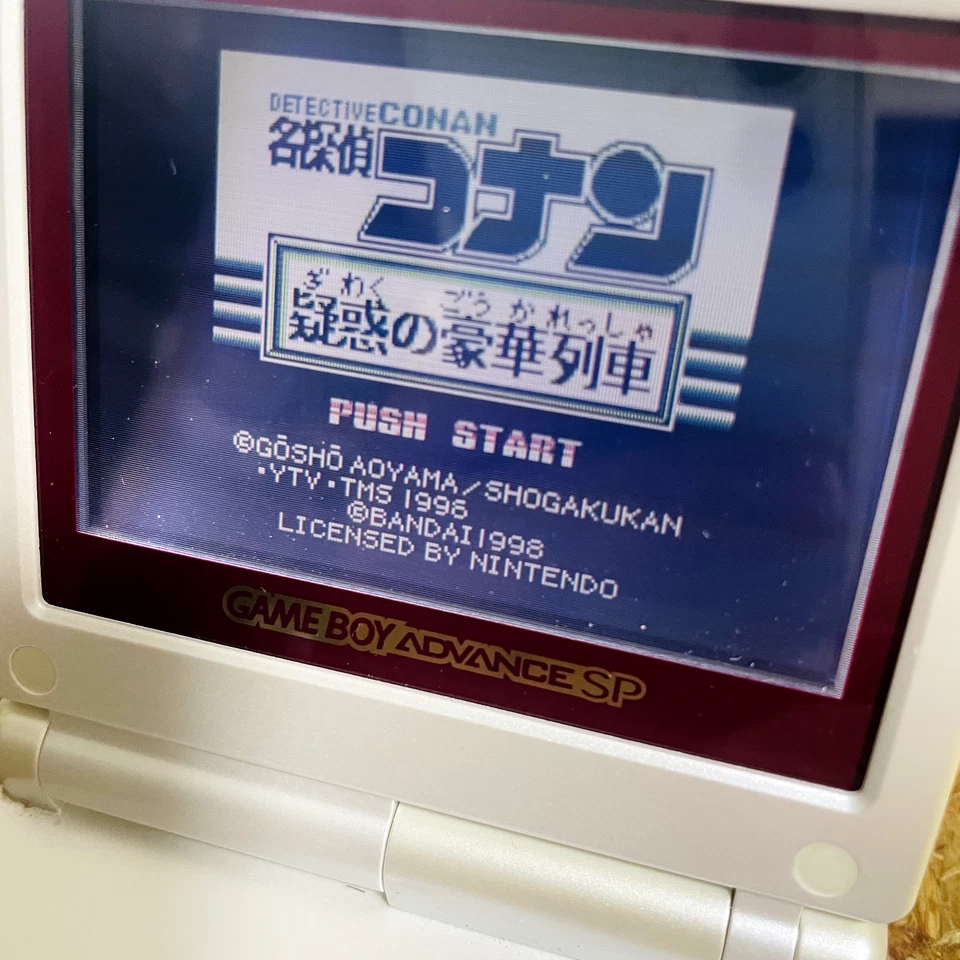 DETECTIVE CONAN
名探偵コナン
ぎわく ごうかれっしゃ
疑惑の豪華列車
PUSH START
©GŌSHŌ AOYAMA/SHOGAKUKAN
・YTV・TMS 1996
©BANDAI 1998
LICENSED BY NINTENDO
GAME BOY ADVANCE SP